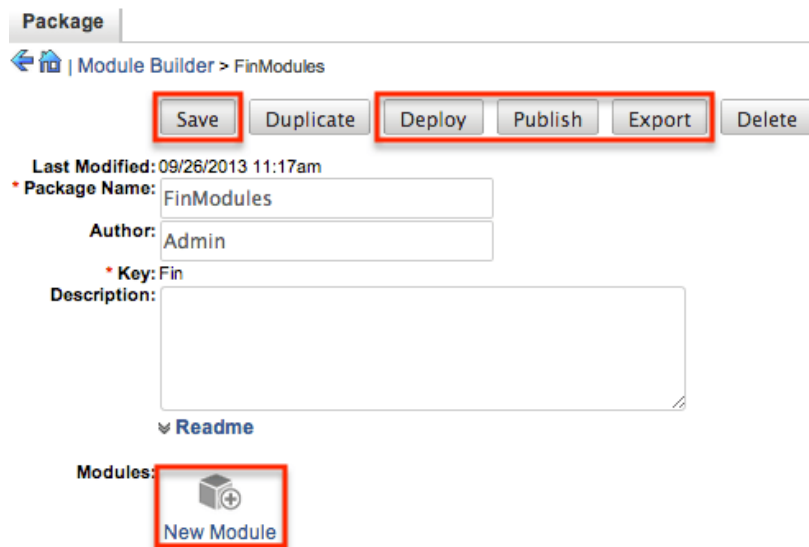 Package
| Module Builder > FinModules
Save Duplicate Deploy Publish Export Delete
Last Modified: 09/26/2013 11:17am
* Package Name: FinModules
Author: Admin
* Key: Fin
Description:
Readme
Modules:
New Module